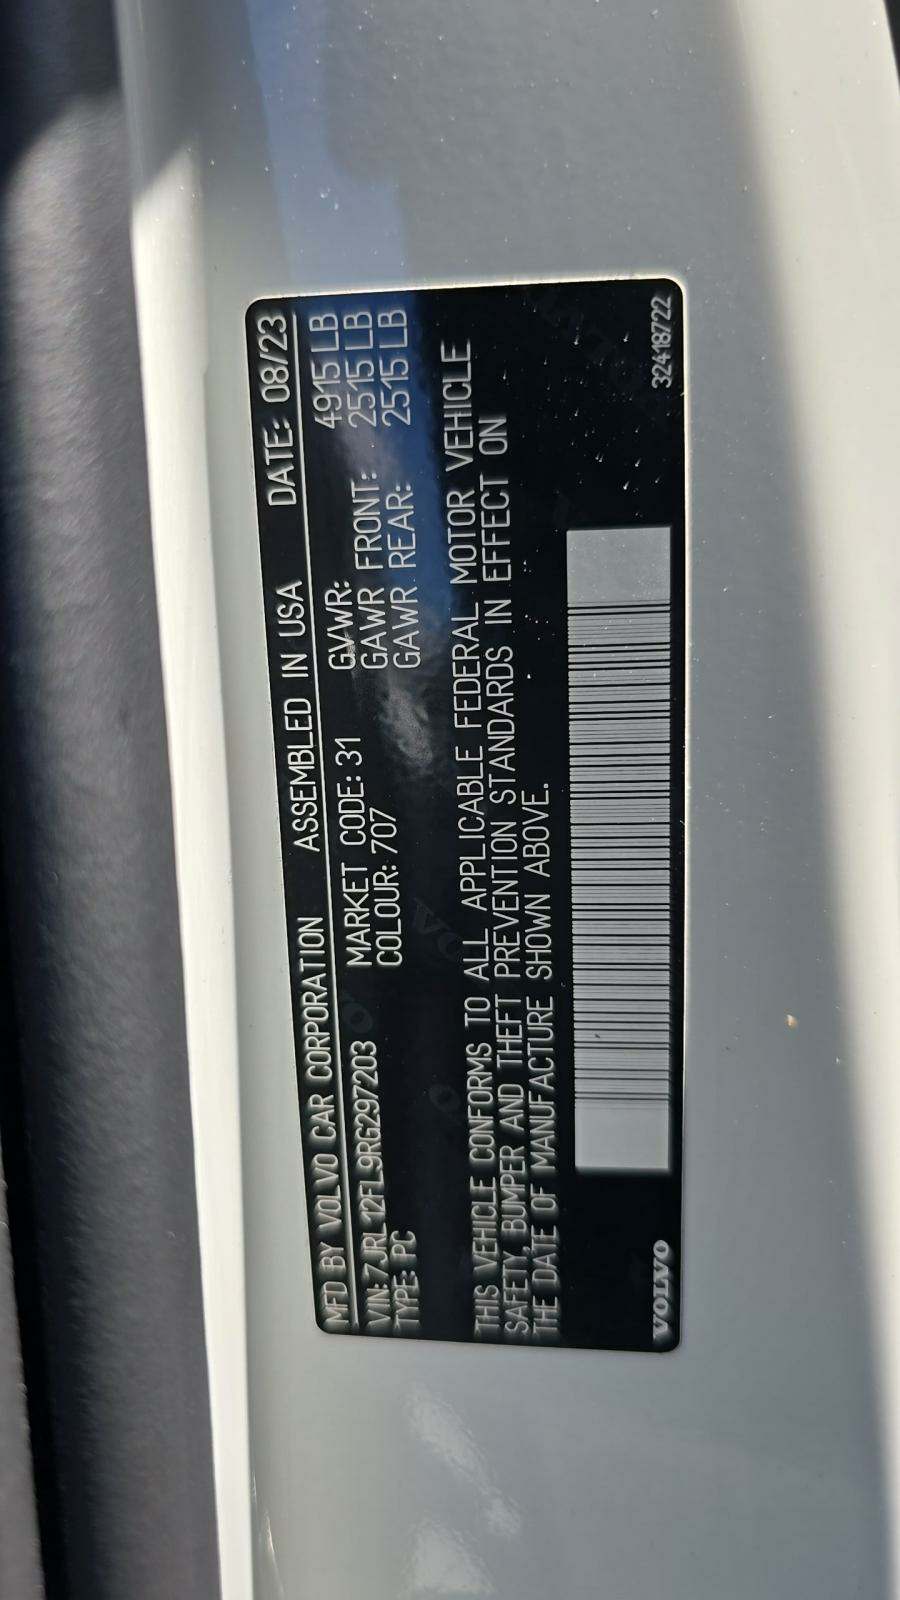 MFD BY VOLVO CAR CORPORATION ASSEMBLED IN USA DATE: 08/23
VIN: 7JRL12FL9RG297203 MARKET CODE: 31 GVWR: 4915 LB
TYPE: PC COLOUR: 707 GAWR FRONT: 2515 LB
GAWR REAR: 2515 LB
THIS VEHICLE CONFORMS TO ALL APPLICABLE FEDERAL MOTOR VEHICLE
SAFETY, BUMPER AND THEFT PREVENTION STANDARDS IN EFFECT ON
THE DATE OF MANUFACTURE SHOWN ABOVE.
VOLVO 32418722